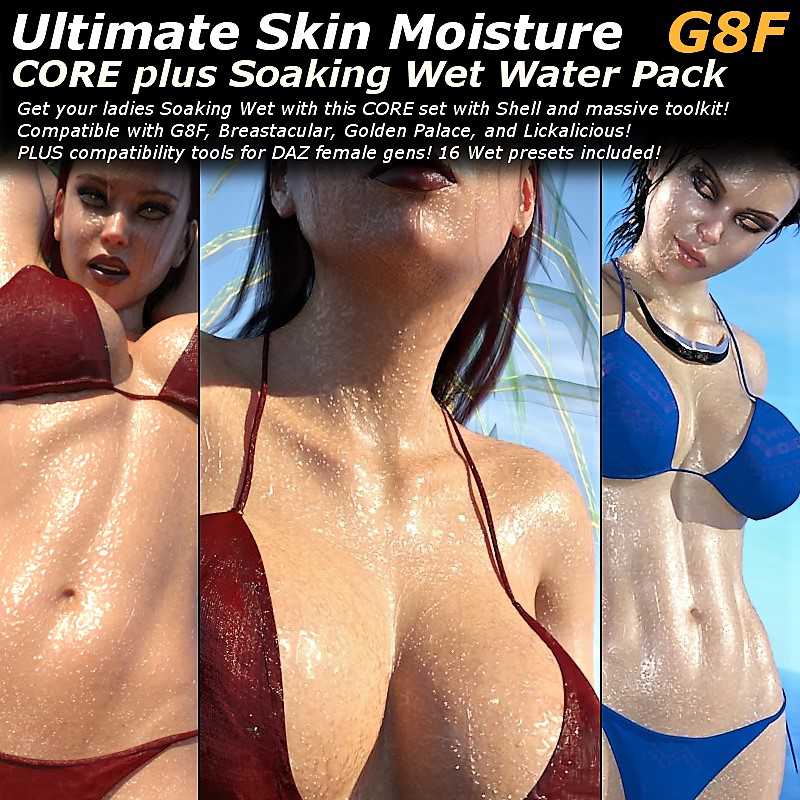 Ultimate Skin Moisture G8F
CORE plus Soaking Wet Water Pack
Get your ladies Soaking Wet with this CORE set with Shell and massive toolkit!
Compatible with G8F, Breastacular, Golden Palace, and Lickalicious!
PLUS compatibility tools for DAZ female gens! 16 Wet presets included!